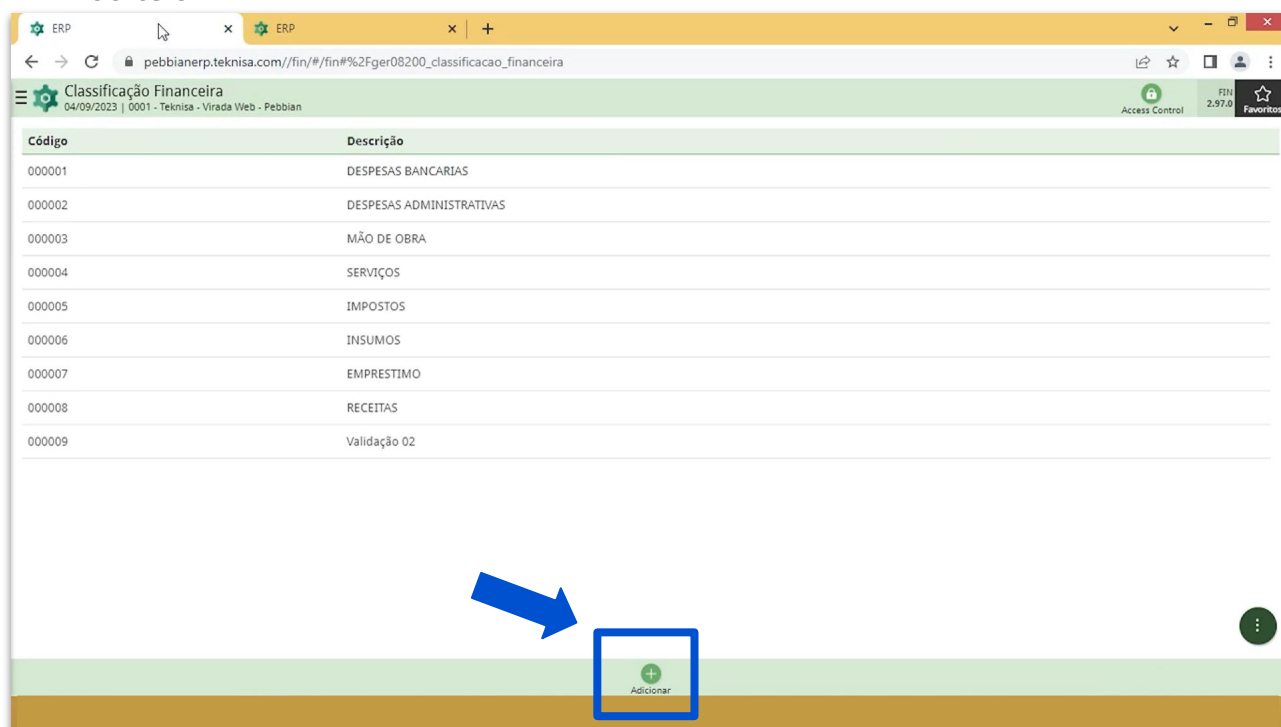 ERP
ERP
pebbianerp.teknisa.com//fin/#/fin#%2Fger08200_classificacao_financeira
Classificação Financeira
04/09/2023 | 0001 - Teknisa - Virada Web - Pebbian
Access Control
FIN
2.97.0
Favoritos
Código Descrição
000001 DESPESAS BANCARIAS
000002 DESPESAS ADMINISTRATIVAS
000003 MÃO DE OBRA
000004 SERVIÇOS
000005 IMPOSTOS
000006 INSUMOS
000007 EMPRESTIMO
000008 RECEITAS
000009 Validação 02
Adicionar